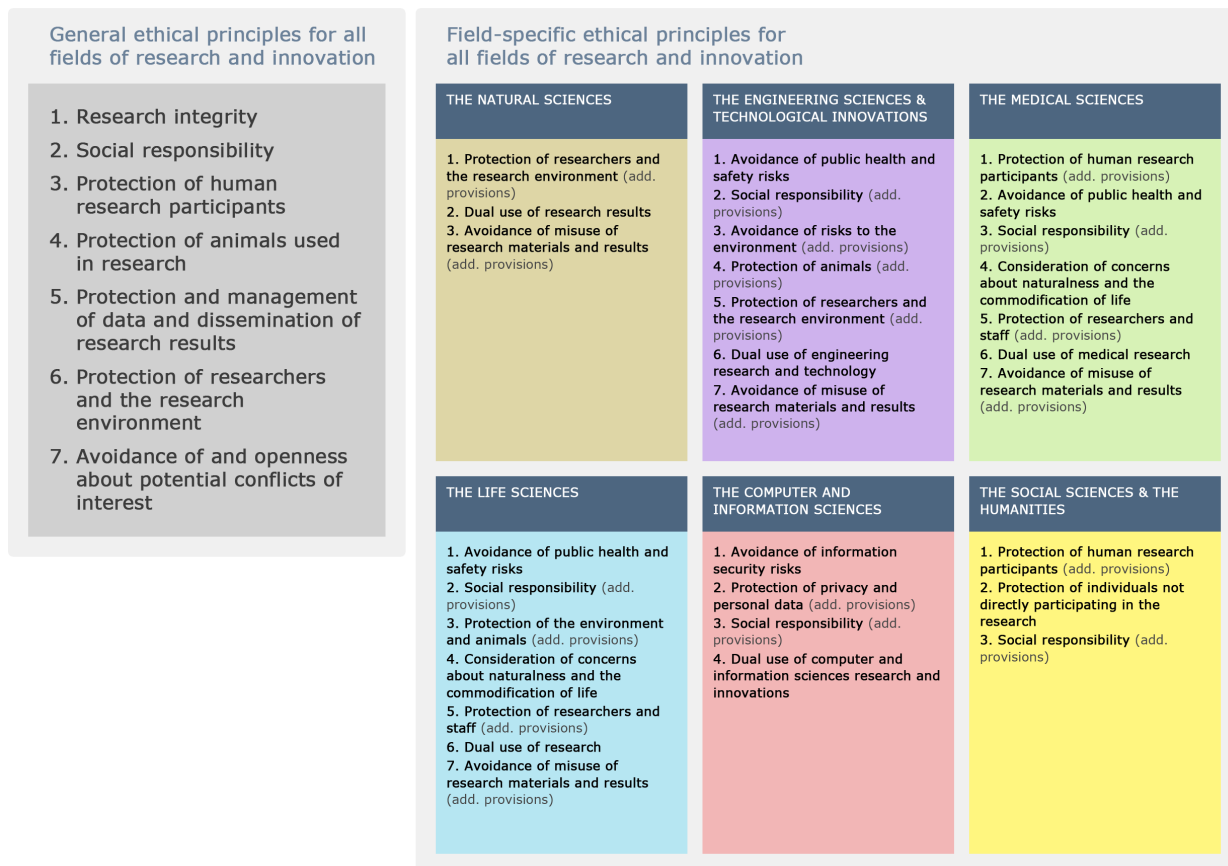 General ethical principles for all
fields of research and innovation
1. Research integrity
2. Social responsibility
3. Protection of human
research participants
4. Protection of animals used
in research
5. Protection and management
of data and dissemination of
research results
6. Protection of researchers
and the research
environment
7. Avoidance of and openness
about potential conflicts of
interest
Field-specific ethical principles for
all fields of research and innovation
THE NATURAL SCIENCES
1. Protection of researchers and
the research environment (add.
provisions)
2. Dual use of research results
3. Avoidance of misuse of
research materials and results
(add. provisions)
THE ENGINEERING SCIENCES &
TECHNOLOGICAL INNOVATIONS
1. Avoidance of public health and
safety risks
2. Social responsibility (add.
provisions)
3. Avoidance of risks to the
environment (add. provisions)
4. Protection of animals (add.
provisions)
5. Protection of researchers and
the research environment (add.
provisions)
6. Dual use of engineering
research and technology
7. Avoidance of misuse of
research materials and results
(add. provisions)
THE MEDICAL SCIENCES
1. Protection of human research
participants (add. provisions)
2. Avoidance of public health and
safety risks
3. Social responsibility (add.
provisions)
4. Consideration of concerns
about naturalness and the
commodification of life
5. Protection of researchers and
staff (add. provisions)
6. Dual use of medical research
7. Avoidance of misuse of
research materials and results
(add. provisions)
THE LIFE SCIENCES
1. Avoidance of public health and
safety risks
2. Social responsibility (add.
provisions)
3. Protection of the environment
and animals (add. provisions)
4. Consideration of concerns
about naturalness and the
commodification of life
5. Protection of researchers and
staff (add. provisions)
6. Dual use of research
7. Avoidance of misuse of
research materials and results
(add. provisions)
THE COMPUTER AND
INFORMATION SCIENCES
1. Avoidance of information
security risks
2. Protection of privacy and
personal data (add. provisions)
3. Social responsibility (add.
provisions)
4. Dual use of computer and
information sciences research and
innovations
THE SOCIAL SCIENCES & THE
HUMANITIES
1. Protection of human research
participants (add. provisions)
2. Protection of individuals not
directly participating in the
research
3. Social responsibility (add.
provisions)